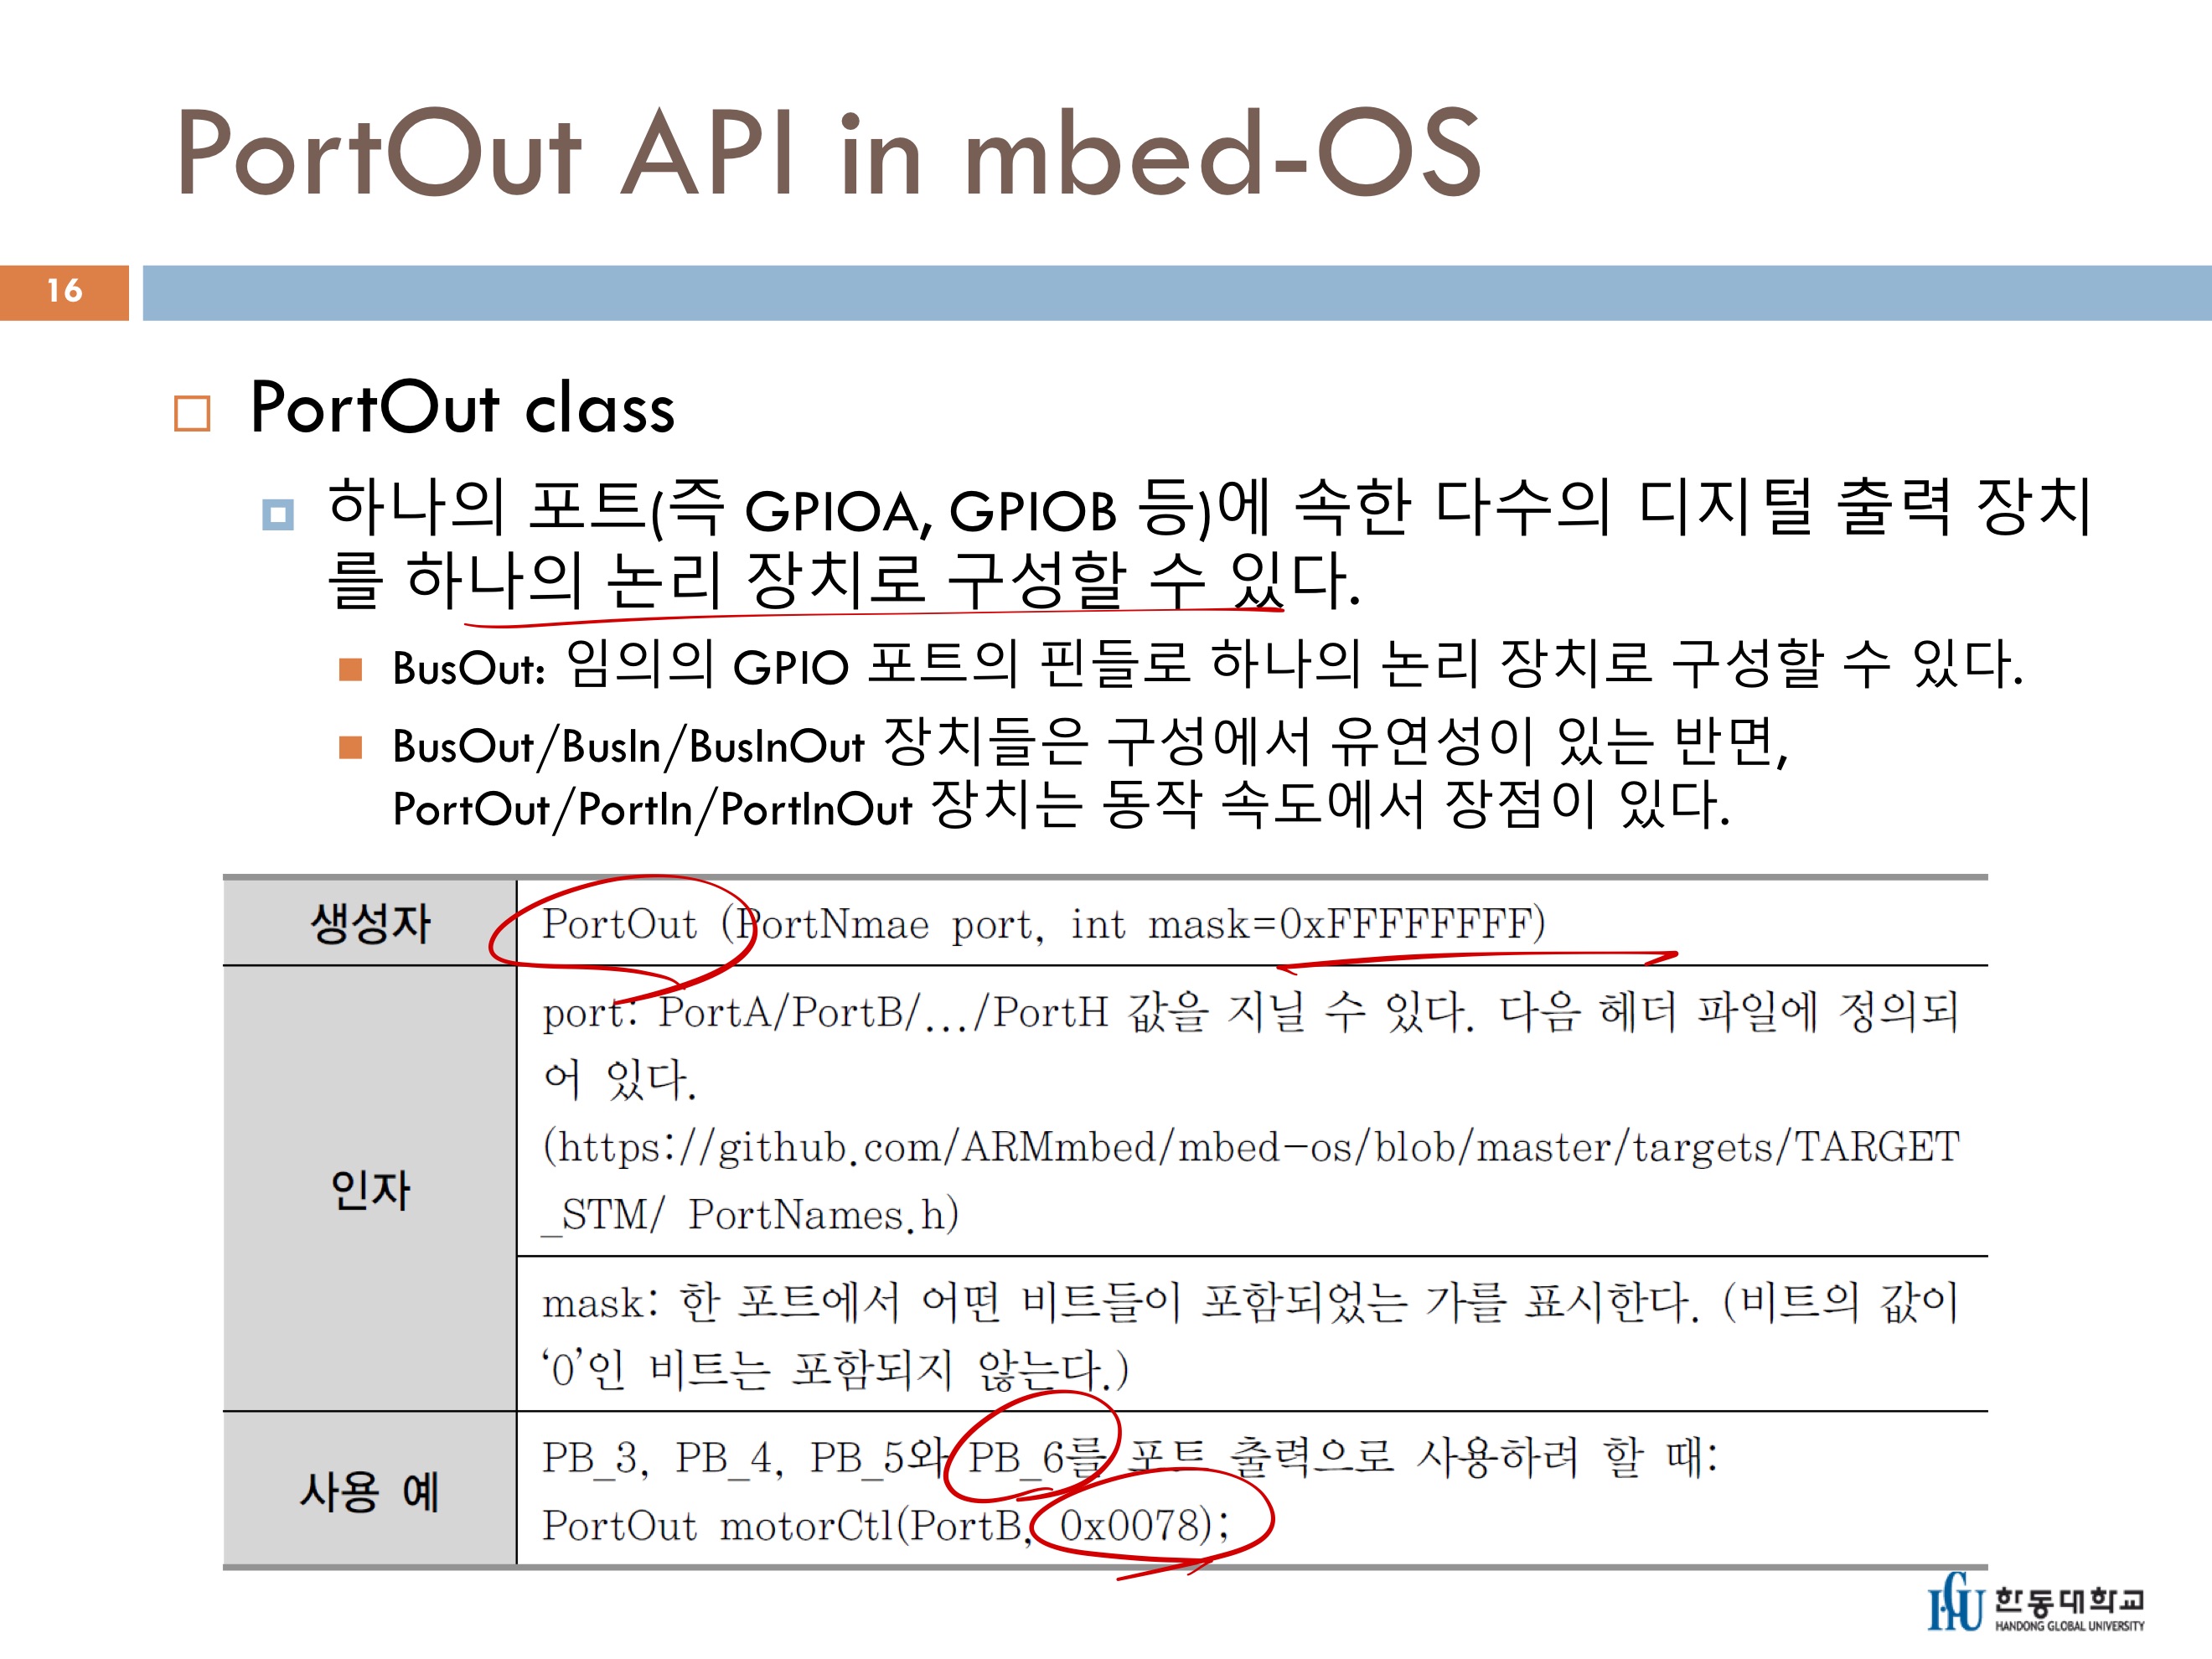 PortOut API in mbed-OS
16
PortOut class
하나의 포트(즉 GPIOA, GPIOB 등)에 속한 다수의 디지털 출력 장치
를 하나의 논리 장치로 구성할 수 있다.
BusOut: 임의의 GPIO 포트의 핀들로 하나의 논리 장치로 구성할 수 있다.
BusOut/BusIn/BusInOut 장치들은 구성에서 유연성이 있는 반면,
PortOut/PortIn/PortInOut 장치는 동작 속도에서 장점이 있다.
생성자
PortOut (PortNmae port, int mask=0xFFFFFFFF)
인자
port: PortA/PortB/.../PortH 값을 지닐 수 있다. 다음 헤더 파일에 정의되
어 있다.
(https://github.com/ARMmbed/mbed-os/blob/master/targets/TARGET
_STM/ PortNames.h)
mask: 한 포트에서 어떤 비트들이 포함되었는 가를 표시한다. (비트의 값이
‘0’인 비트는 포함되지 않는다.)
사용 예
PB_3, PB_4, PB_5와 PB_6를 포트 출력으로 사용하려 할 때:
PortOut motorCtl(PortB, 0x0078);
HGU 한동대학교
HANDONG GLOBAL UNIVERSITY